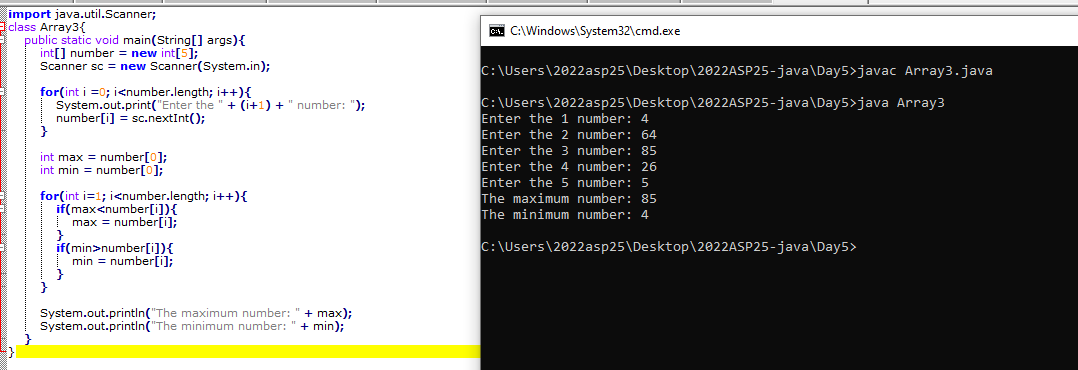 import java.util.Scanner;
class Array3{
public static void main(String[] args){
int[] number = new int[5];
Scanner sc = new Scanner(System.in);
for(int i =0; i<number.length; i++){
System.out.print("Enter the " + (i+1) + " number: ");
number[i] = sc.nextInt();
}
int max = number[0];
int min = number[0];
for(int i=1; i<number.length; i++){
if(max<number[i]){
max = number[i];
}
if(min>number[i]){
min = number[i];
}
}
System.out.println("The maximum number: " + max);
System.out.println("The minimum number: " + min);
}
}
C:\Windows\System32\cmd.exe
C:\Users\2022asp25\Desktop\2022ASP25-java\Day5>javac Array3.java
C:\Users\2022asp25\Desktop\2022ASP25-java\Day5>java Array3
Enter the 1 number: 4
Enter the 2 number: 64
Enter the 3 number: 85
Enter the 4 number: 26
Enter the 5 number: 5
The maximum number: 85
The minimum number: 4
C:\Users\2022asp25\Desktop\2022ASP25-java\Day5>